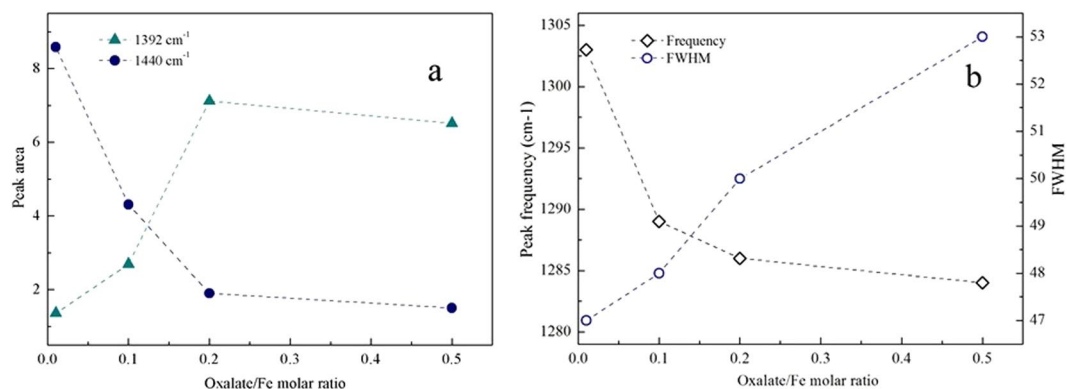 1392 cm-1
1440 cm-1
a
8
6
4
2
Peak area
0.0 0.1 0.2 0.3 0.4 0.5
Oxalate/Fe molar ratio
Frequency
FWHM
b
1305
1300
1295
1290
1285
1280
Peak frequency (cm-1)
53
52
51
50
49
48
47
FWHM
0.0 0.1 0.2 0.3 0.4 0.5
Oxalate/Fe molar ratio